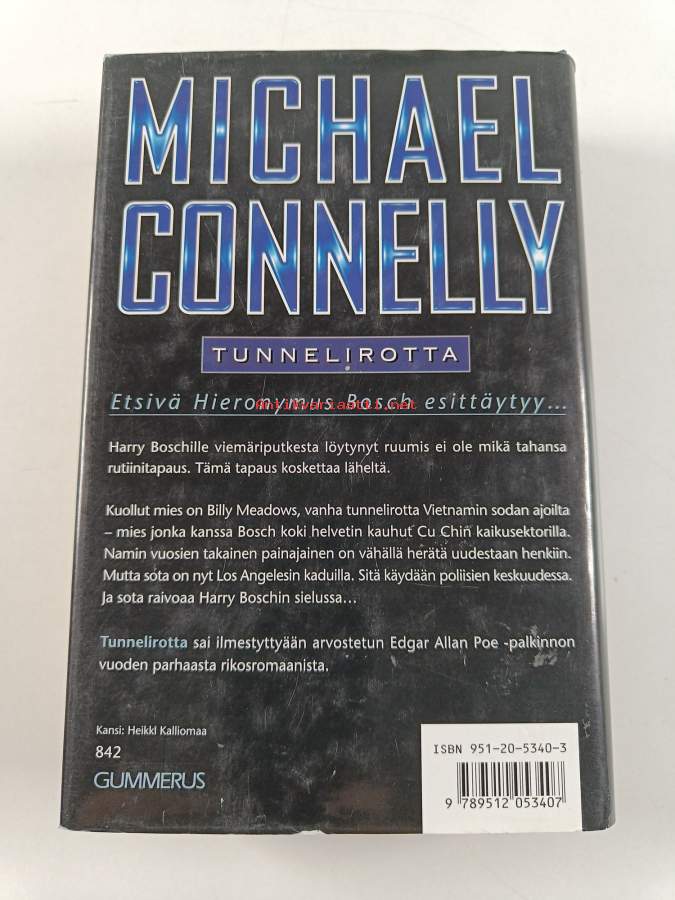 MICHAEL
CONNELLY
TUNNELIROTTA
Etsivä Hieronymus Bosch esittäytyy...
antikvariaatti.net
Harry Boschille viemäriputkesta löytynyt ruumis ei ole mikä tahansa
rutiinitapaus. Tämä tapaus koskettaa läheltä.
Kuollut mies on Billy Meadows, vanha tunnelirotta Vietnamin sodan ajoilta
– mies jonka kanssa Bosch koki helvetin kauhut Cu Chin kaikusektorilla.
Namin vuosien takainen painajainen on vähällä herätä uudestaan henkiin.
Mutta sota on nyt Los Angelesin kaduilla. Sitä käydään poliisien keskuudessa.
Ja sota raivoaa Harry Boschin sielussa...
Tunnelirotta sai ilmestyttyään arvostetun Edgar Allan Poe -palkinnon
vuoden parhaasta rikosromaanista.
Kansi: Heikki Kalliomaa
842
GUMMERUS
ISBN 951-20-5340-3
9 789512 053407